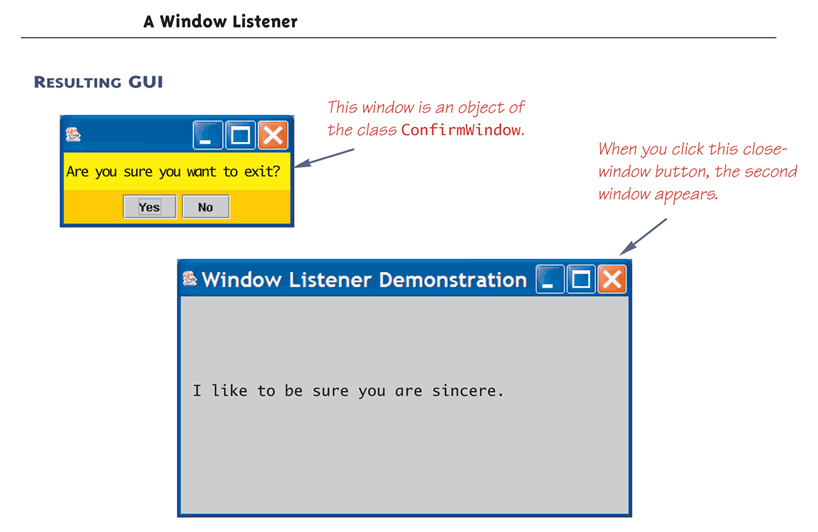 A Window Listener
RESULTING GUI
This window is an object of
the class ConfirmWindow.
When you click this close-
window button, the second
window appears.
Are you sure you want to exit?
Yes No
Window Listener Demonstration
I like to be sure you are sincere.